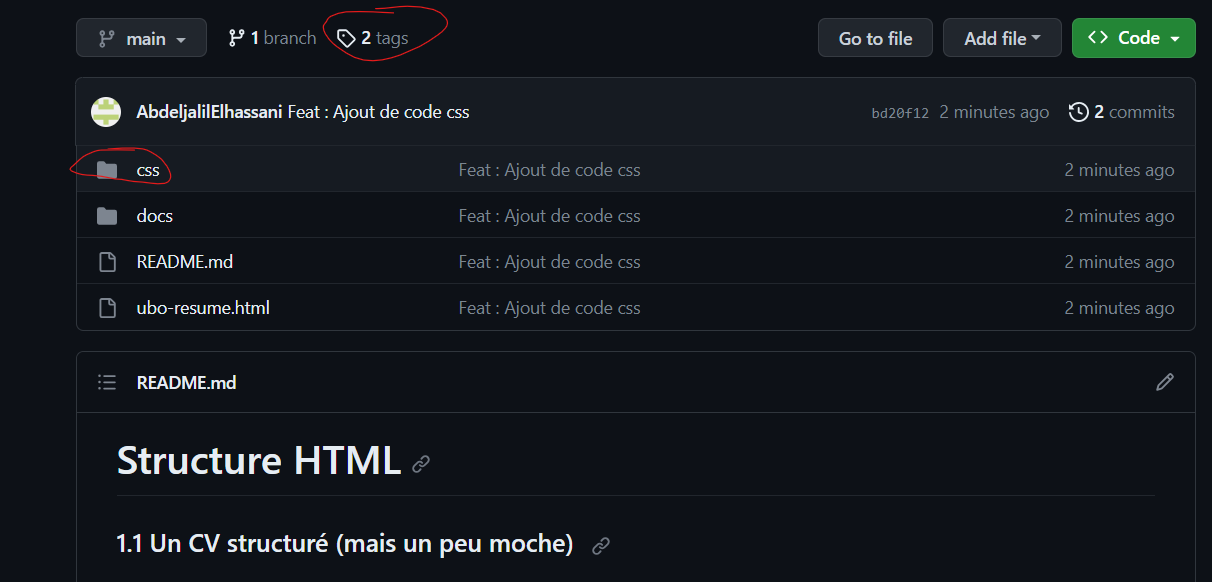 main 1 branch 2 tags Go to file Add file Code
AbdeljalilElhassani Feat : Ajout de code css bd20f12 2 minutes ago 2 commits
css Feat : Ajout de code css 2 minutes ago
docs Feat : Ajout de code css 2 minutes ago
README.md Feat : Ajout de code css 2 minutes ago
ubo-resume.html Feat : Ajout de code css 2 minutes ago
README.md
Structure HTML
1.1 Un CV structuré (mais un peu moche)